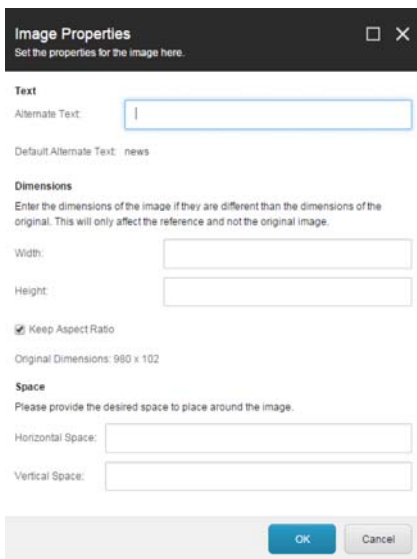 Image Properties
Set the properties for the image here.
Text
Alternate Text:
Default Alternate Text: news
Dimensions
Enter the dimensions of the image if they are different than the dimensions of the
original. This will only affect the reference and not the original image.
Width:
Height:
Keep Aspect Ratio
Original Dimensions: 980 x 102
Space
Please provide the desired space to place around the image.
Horizontal Space:
Vertical Space:
OK Cancel